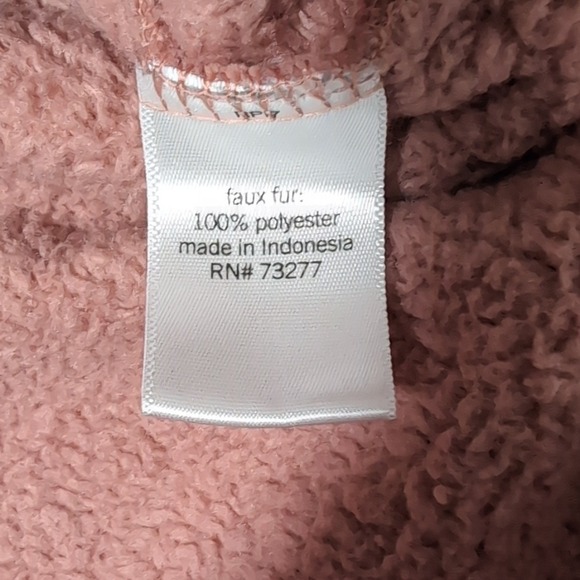 faux fur:
100% polyester
made in Indonesia
RN# 73277